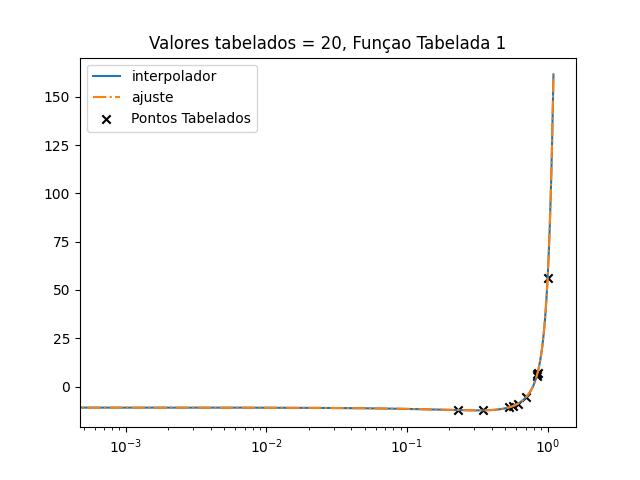 Valores tabelados = 20, Funçao Tabelada 1
interpolador
ajuste
Pontos Tabelados
150
125
100
75
50
25
0
10⁻³ 10⁻² 10⁻¹ 10⁰